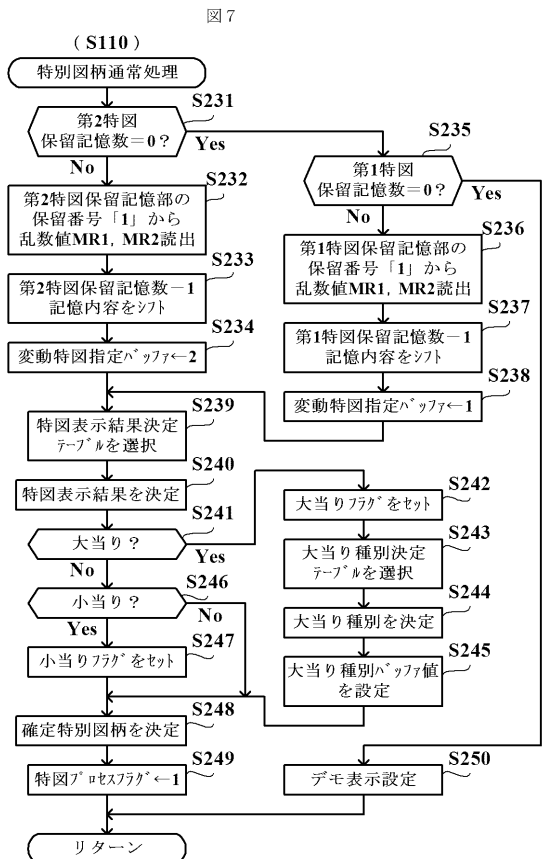 図7
(S110)
特別図柄通常処理
S231
第2特図
保留記憶数=0?
Yes
No
S232
第2特図保留記憶部の
保留番号「1」から
乱数値MR1, MR2読出
S233
第2特図保留記憶数-1
記憶内容をシフト
S234
変動特図指定バッファ←2
S235
第1特図
保留記憶数=0?
Yes
No
S236
第1特図保留記憶部の
保留番号「1」から
乱数値MR1, MR2読出
S237
第1特図保留記憶数-1
記憶内容をシフト
S238
変動特図指定バッファ←1
S239
特図表示結果決定
テーブルを選択
S240
特図表示結果を決定
S241
大当り?
Yes
No
S242
大当りフラグをセット
S243
大当り種別決定
テーブルを選択
S244
大当り種別を決定
S245
大当り種別バッファ値
を設定
S246
小当り?
No
Yes
S247
小当りフラグをセット
S248
確定特別図柄を決定
S249
特図プロセスフラグ←1
S250
デモ表示設定
リターン